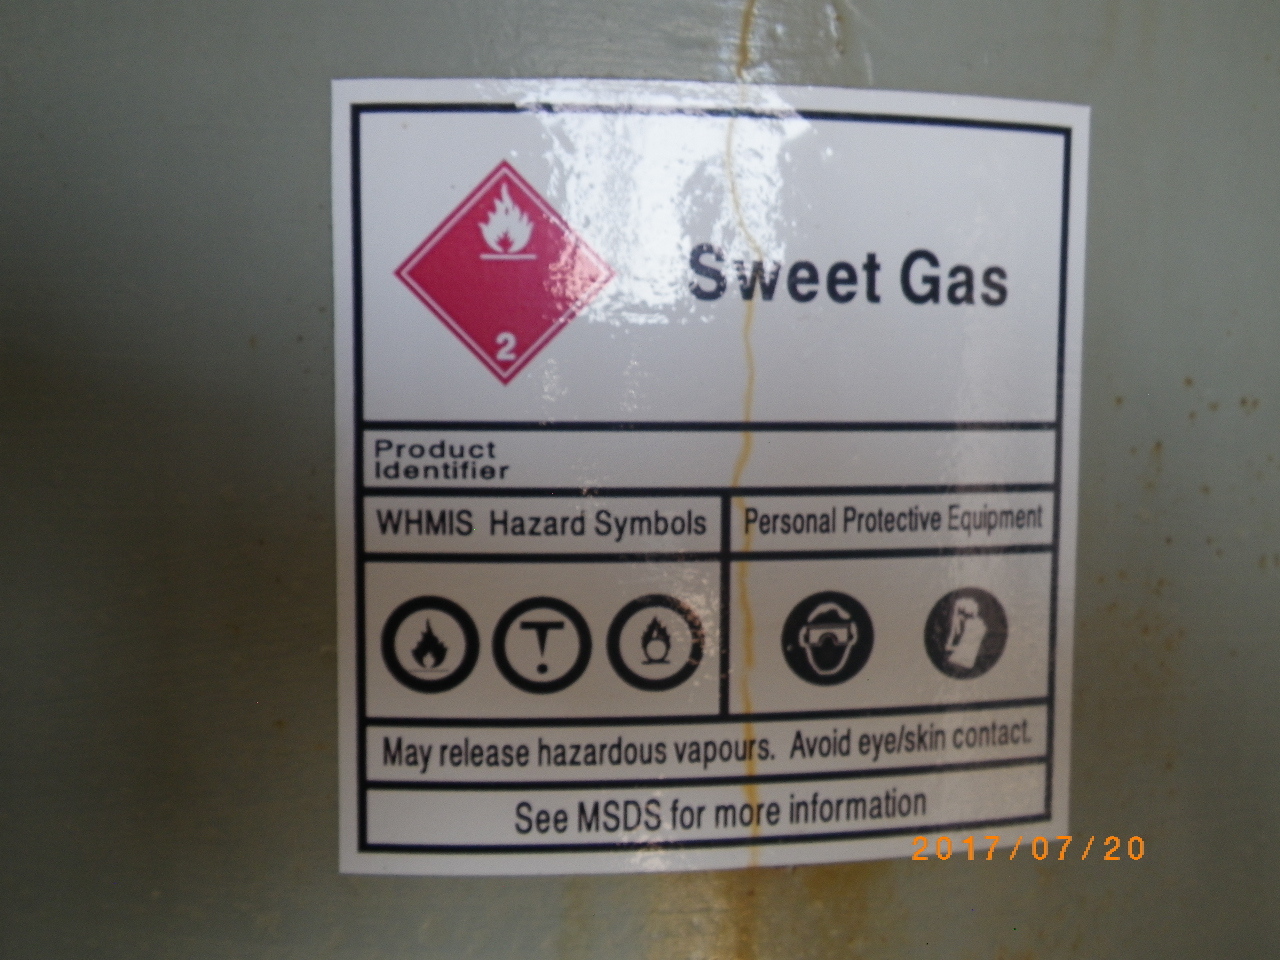 Sweet Gas
2
Product
Identifier
WHMIS Hazard Symbols
Personal Protective Equipment
May release hazardous vapours. Avoid eye/skin contact.
See MSDS for more information
2017/07/20